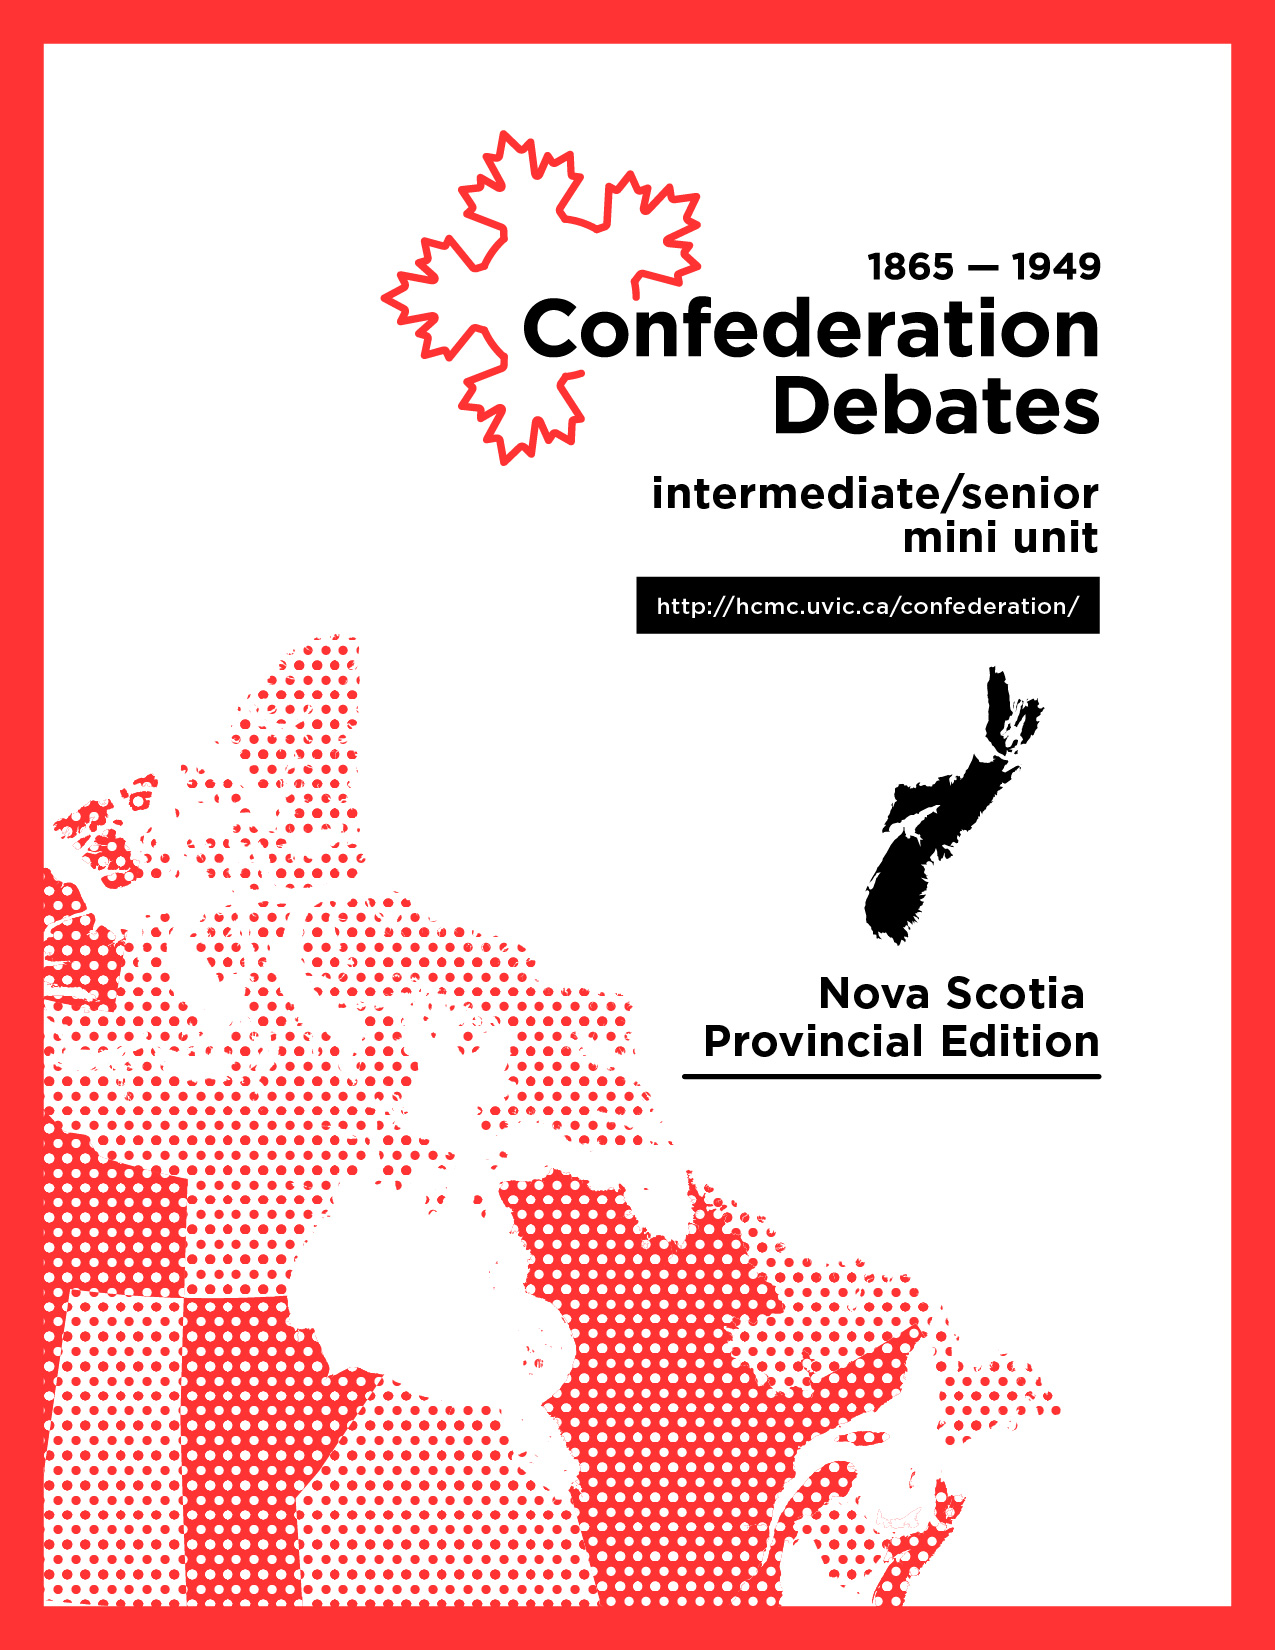 1865 — 1949
Confederation
Debates
intermediate/senior
mini unit
http://hcmc.uvic.ca/confederation/
Nova Scotia
Provincial Edition